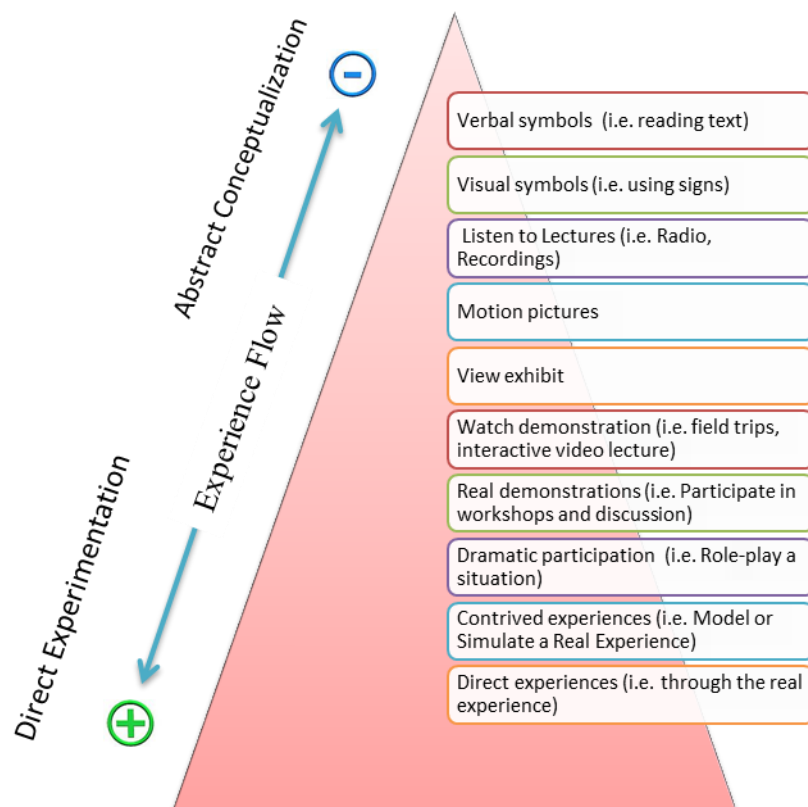 Abstract Conceptualization
-
Experience Flow
Direct Experimentation
+
Verbal symbols (i.e. reading text)
Visual symbols (i.e. using signs)
Listen to Lectures (i.e. Radio,
Recordings)
Motion pictures
View exhibit
Watch demonstration (i.e. field trips,
interactive video lecture)
Real demonstrations (i.e. Participate in
workshops and discussion)
Dramatic participation (i.e. Role-play a
situation)
Contrived experiences (i.e. Model or
Simulate a Real Experience)
Direct experiences (i.e. through the real
experience)